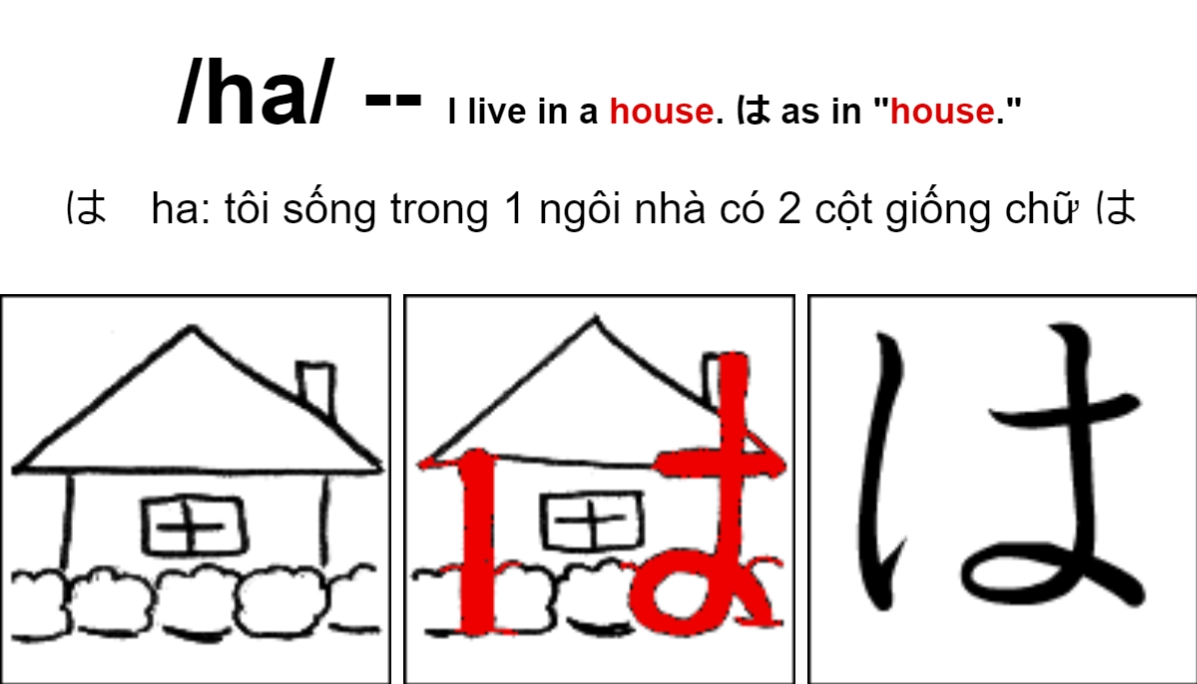 /ha/ -- I live in a house. は as in "house."
は　ha: tôi sống trong 1 ngôi nhà có 2 cột giống chữ は
は
は